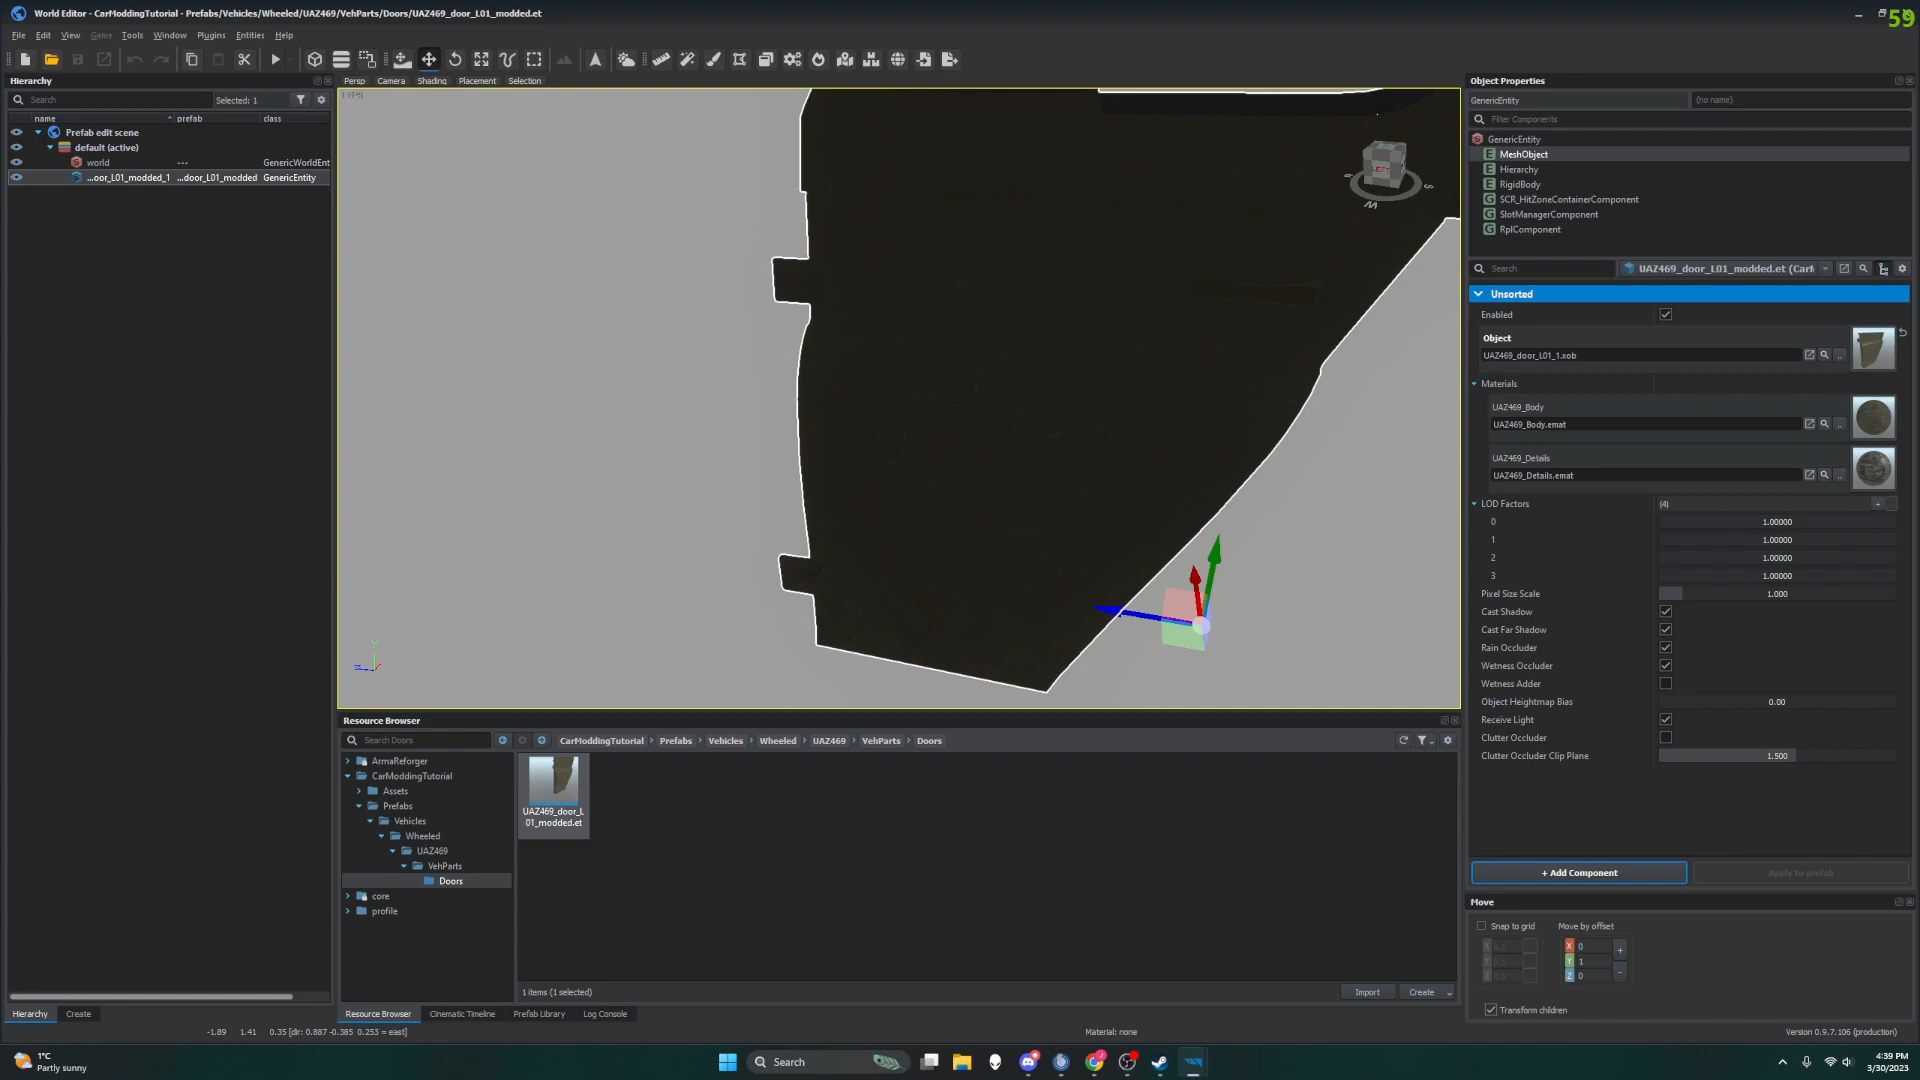 World Editor - CarModdingTutorial - Prefabs/Vehicles/Wheeled/UAZ469/VehParts/Doors/UAZ469_door_L01_modded.et
59
File Edit View Game Tools Window Plugins Entities Help
Hierarchy
Search
Selected: 1
name prefab class
Prefab edit scene
default (active)
world --- GenericWorldEnt
...oor_L01_modded_1 ...door_L01_modded GenericEntity
Persp Camera Shading Placement Selection
LEFT
Object Properties
GenericEntity (no name)
Filter Components
GenericEntity
MeshObject
Hierarchy
RigidBody
SCR_HitZoneContainerComponent
SlotManagerComponent
RplComponent
Search
UAZ469_door_L01_modded.et (CarM
Unsorted
Enabled
Object
UAZ469_door_L01_1.xob
Materials
UAZ469_Body
UAZ469_Body.emat
UAZ469_Details
UAZ469_Details.emat
LOD Factors (4)
0 1.00000
1 1.00000
2 1.00000
3 1.00000
Pixel Size Scale 1.000
Cast Shadow
Cast Far Shadow
Rain Occluder
Wetness Occluder
Wetness Adder
Object Heightmap Bias 0.00
Receive Light
Clutter Occluder
Clutter Occluder Clip Plane 1.500
+ Add Component
Apply to prefab
Move
Snap to grid
Move by offset
X 0.5 X 0
Y 0.5 Y 1
Z 0.5 Z 0
Transform children
Resource Browser
Search Doors
CarModdingTutorial Prefabs Vehicles Wheeled UAZ469 VehParts Doors
ArmaReforger
CarModdingTutorial
Assets
Prefabs
Vehicles
Wheeled
UAZ469
VehParts
Doors
core
profile
UAZ469_door_L
01_modded.et
1 items (1 selected)
Import
Create
Hierarchy Create
Resource Browser Cinematic Timeline Prefab Library Log Console
-1.89 1.41 0.35 [dir: 0.887 -0.385 0.253 = east]
Material: none
Version 0.9.7.106 (production)
1°C
Partly sunny
Search
4:39 PM
3/30/2023